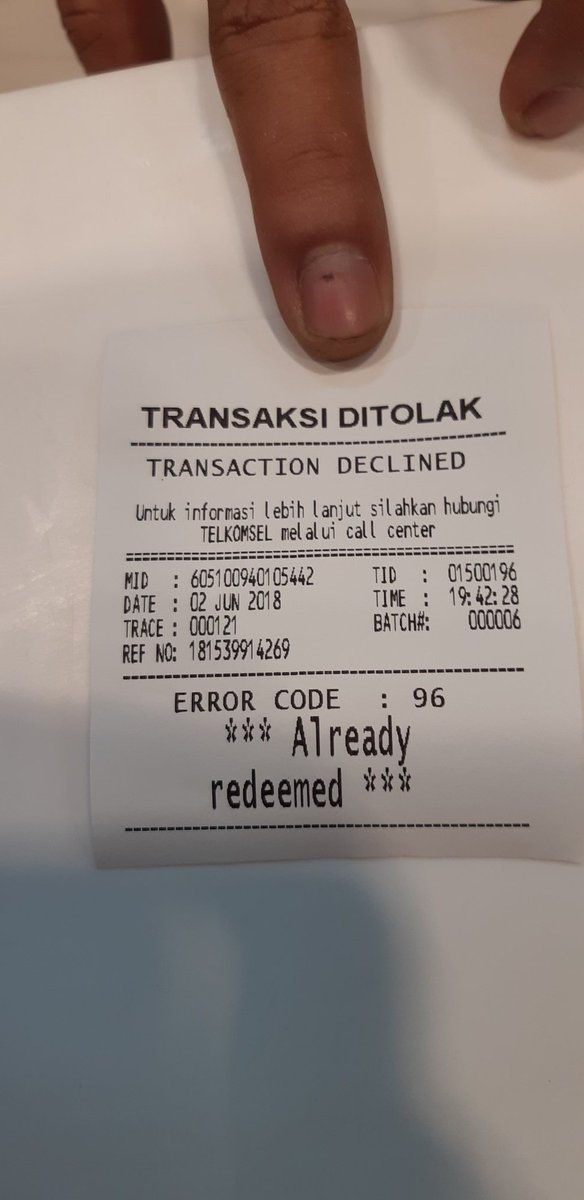 TRANSAKSI DITOLAK
--------------------------------------------
TRANSACTION DECLINED
Untuk informasi lebih lanjut silahkan hubungi
TELKOMSEL melalui call center
============================================
MID : 605100940105442 TID : 01500196
DATE : 02 JUN 2018 TIME : 19:42:28
TRACE : 000121 BATCH#: 000006
REF NO: 181539914269
--------------------------------------------
ERROR CODE : 96
*** Already
redeemed ***
--------------------------------------------